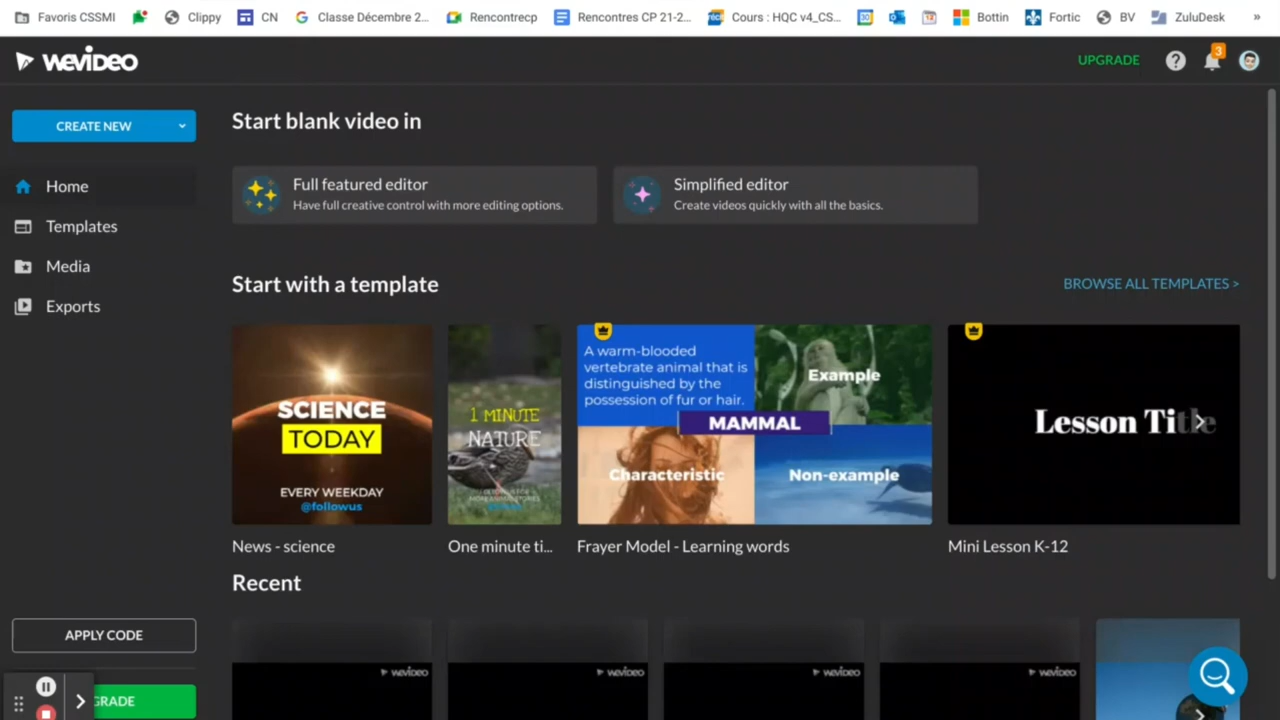 Favoris CSSMI
Clippy
CN
Classe Décembre 2...
Rencontrecp
Rencontres CP 21-2...
Cours : HQC v4_CS...
Bottin
Fortic
BV
ZuluDesk
»
WEVIDEO
UPGRADE
3
CREATE NEW
Start blank video in
Home
Full featured editor
Have full creative control with more editing options.
Simplified editor
Create videos quickly with all the basics.
Templates
Media
Exports
Start with a template
BROWSE ALL TEMPLATES >
SCIENCE
TODAY
EVERY WEEKDAY
@followus
1 MINUTE
NATURE
A warm-blooded
vertebrate animal that is
distinguished by the
possession of fur or hair.
Example
MAMMAL
Characteristic
Non-example
Lesson Title
News - science
One minute ti...
Frayer Model - Learning words
Mini Lesson K-12
Recent
APPLY CODE
GRADE
WEVIDEO
WEVIDEO
WEVIDEO
WEVIDEO